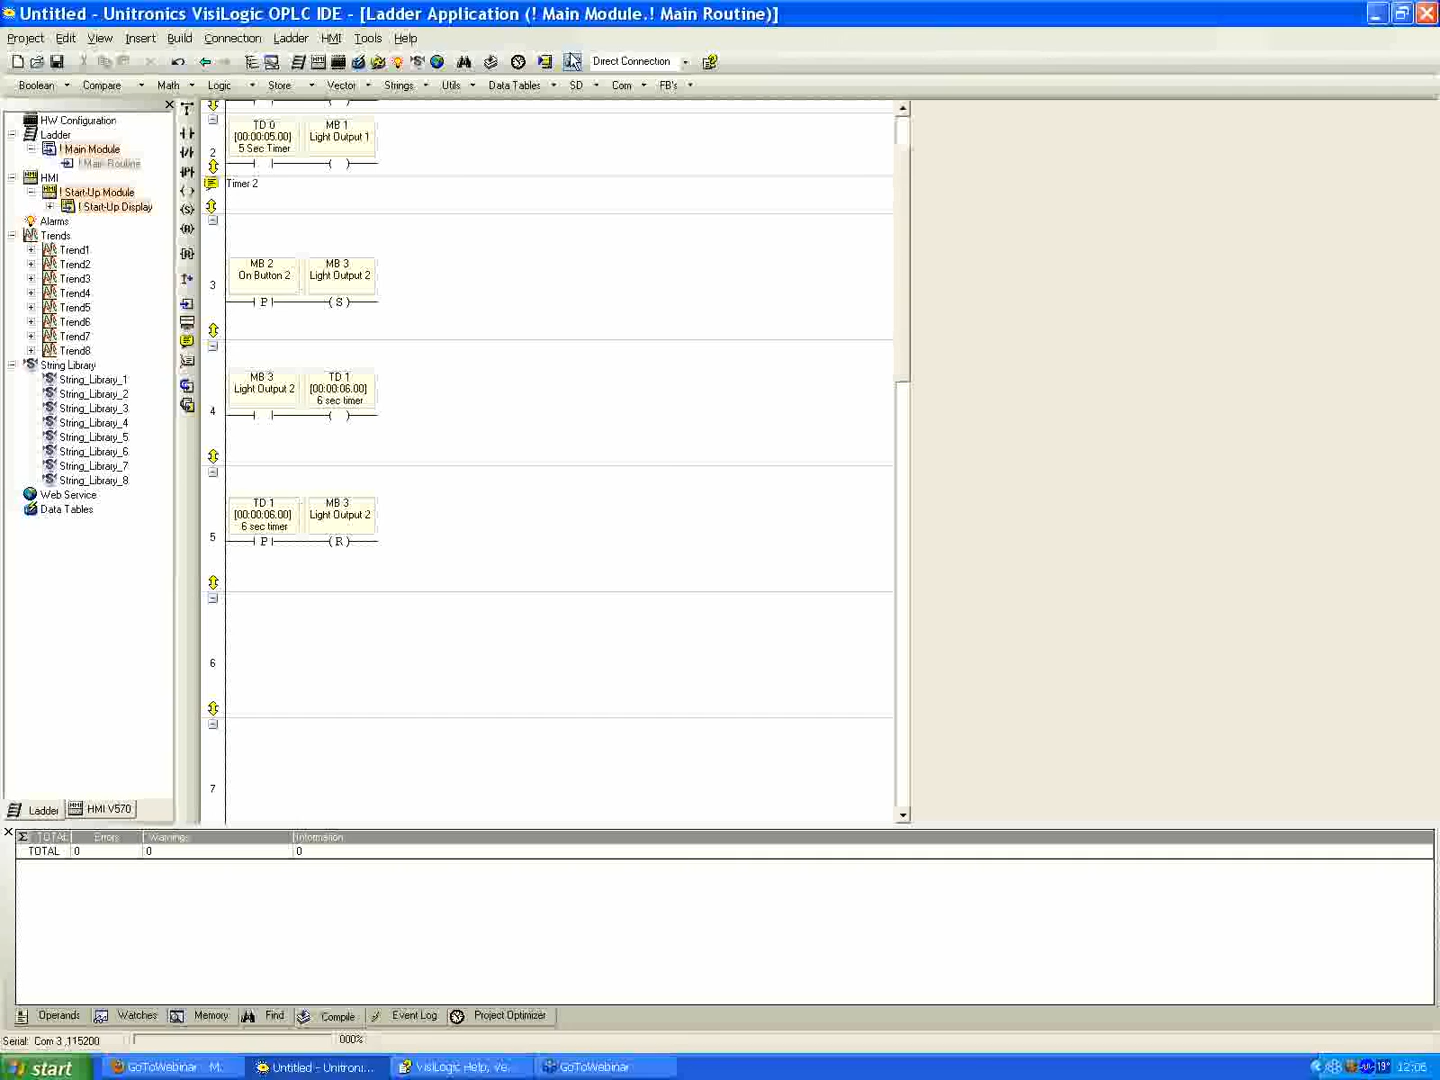 Untitled - Unitronics VisiLogic OPLC IDE - [Ladder Application (! Main Module.! Main Routine)]
Project Edit View Insert Build Connection Ladder HMI Tools Help
Direct Connection
Boolean Compare Math Logic Store Vector Strings Utils Data Tables SD Com FB's
HW Configuration
Ladder
! Main Module
! Main Routine
HMI
! Start-Up Module
! Start-Up Display
Alarms
Trends
Trend1
Trend2
Trend3
Trend4
Trend5
Trend6
Trend7
Trend8
String Library
String_Library_1
String_Library_2
String_Library_3
String_Library_4
String_Library_5
String_Library_6
String_Library_7
String_Library_8
Web Service
Data Tables
Ladder HMI V570
TD 0 MB 1
[00:00:05.00] Light Output 1
5 Sec Timer
2
Timer 2
MB 2 MB 3
On Button 2 Light Output 2
3
P S
MB 3 TD 1
Light Output 2 [00:00:06.00]
6 sec timer
4
TD 1 MB 3
[00:00:06.00] Light Output 2
6 sec timer
5
P R
6
7
Σ TOTAL Errors Warnings Information
TOTAL 0 0 0
Operands Watches Memory Find Compile Event Log Project Optimizer
Serial: Com 3 ,115200 000%
start GoToWebinar M... Untitled - Unitroni... VisiLogic Help, Ve... GoToWebinar 19° 12:06